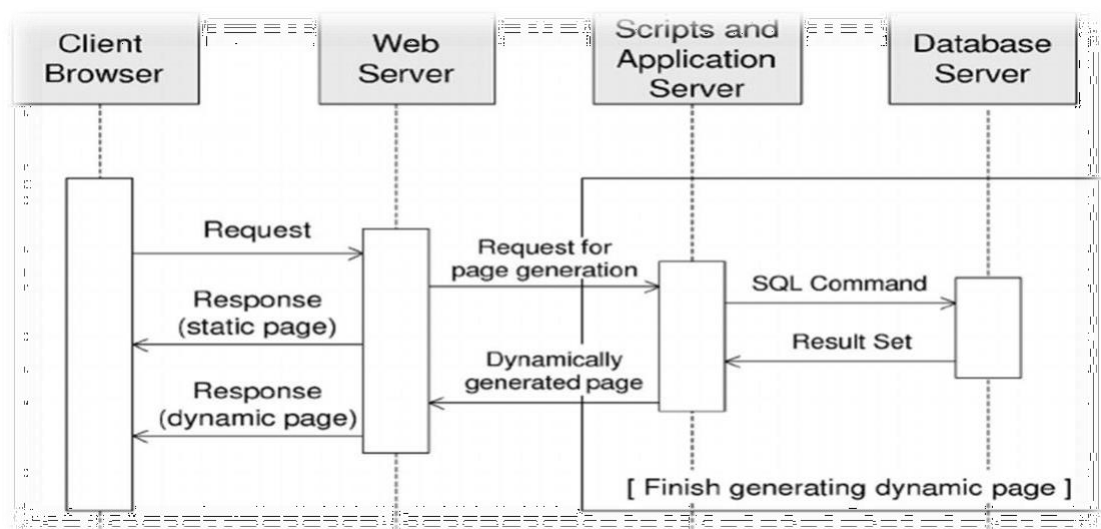 Client
Browser
Web
Server
Scripts and
Application
Server
Database
Server
Request
Request for
page generation
SQL Command
Response
(static page)
Result Set
Dynamically
generated page
Response
(dynamic page)
[ Finish generating dynamic page ]